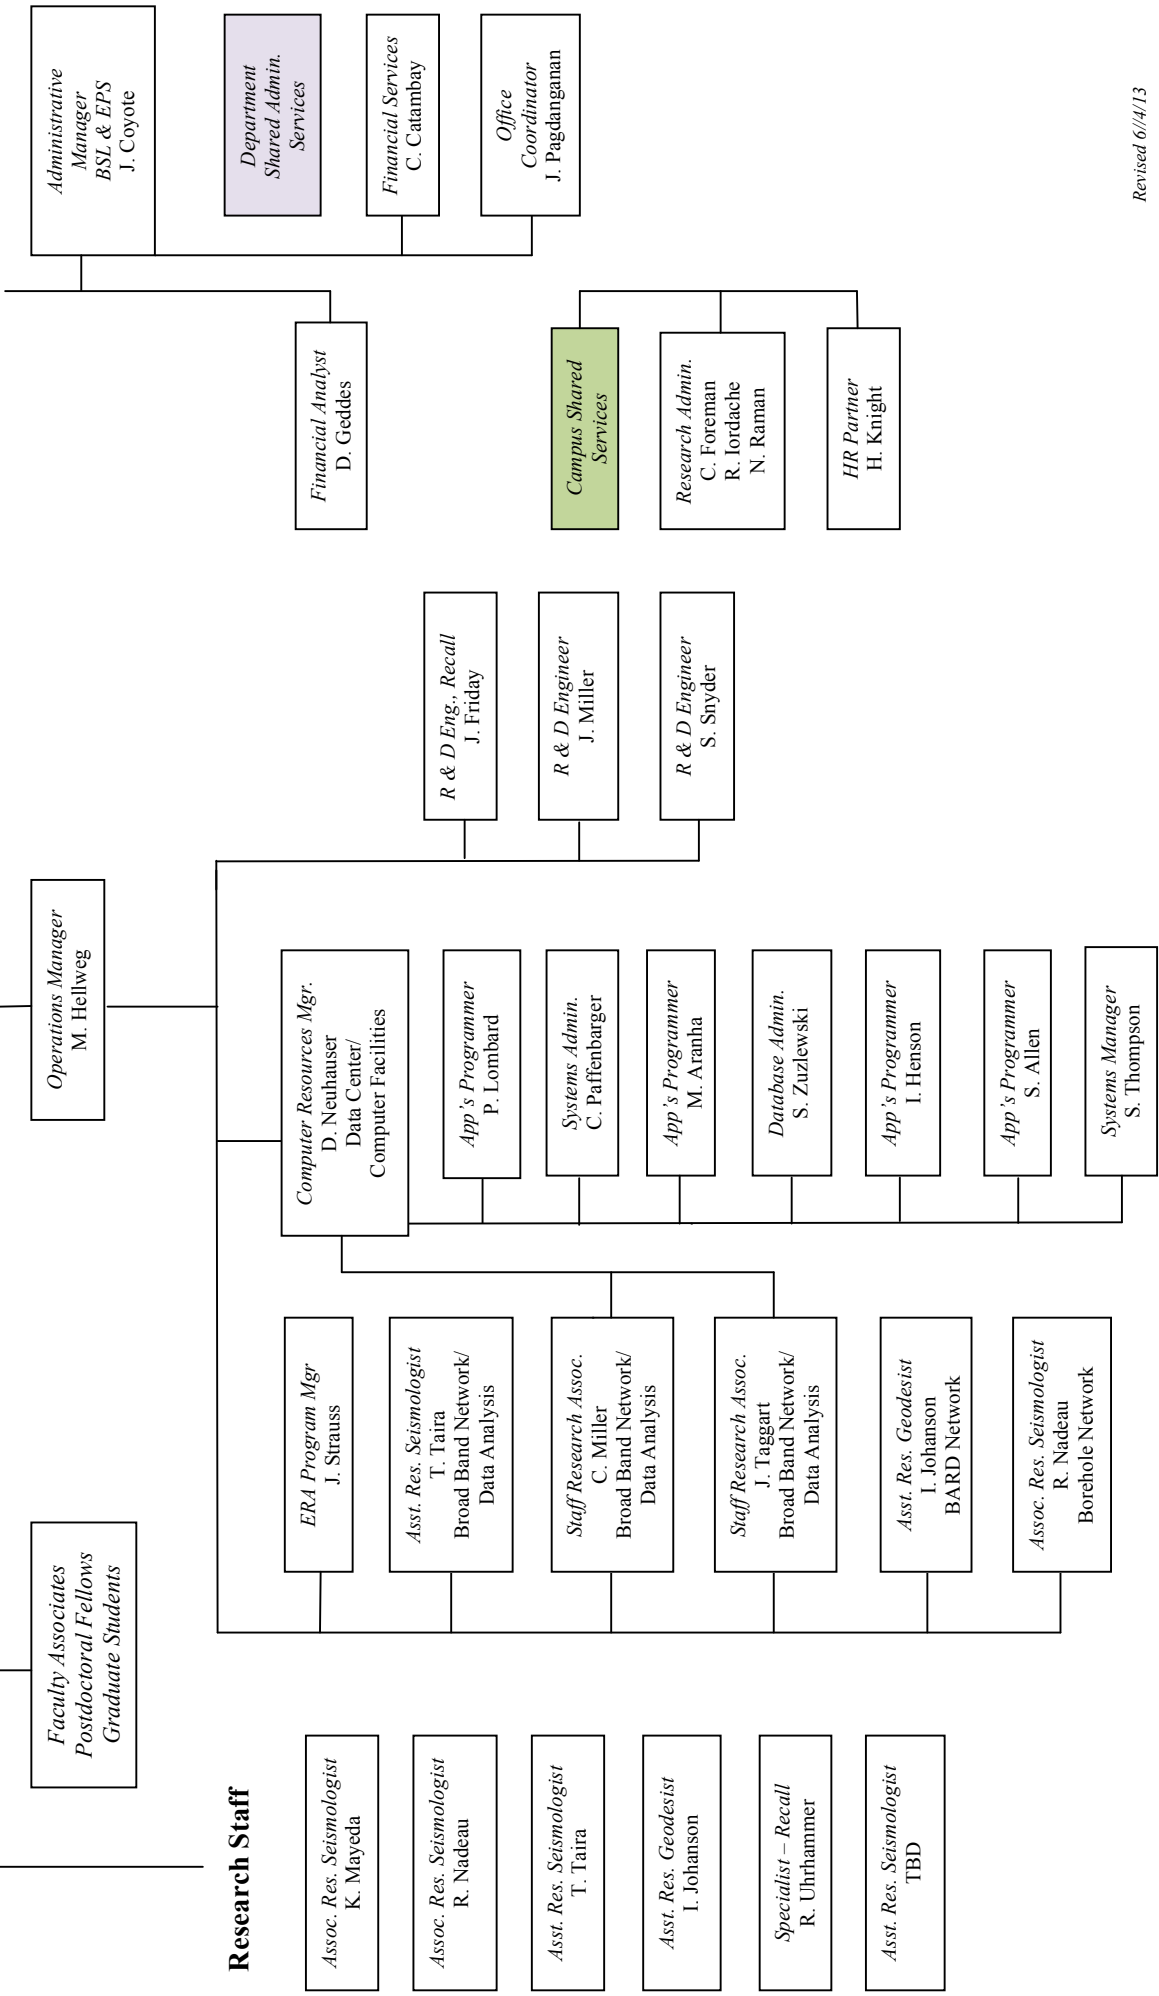 Faculty Associates
Postdoctoral Fellows
Graduate Students
Operations Manager
M. Hellweg
Administrative
Manager
BSL & EPS
J. Coyote
Research Staff
Assoc. Res. Seismologist
K. Mayeda
Assoc. Res. Seismologist
R. Nadeau
Asst. Res. Seismologist
T. Taira
Asst. Res. Geodesist
I. Johanson
Specialist – Recall
R. Uhrhammer
Asst. Res. Seismologist
TBD
ERA Program Mgr
J. Strauss
Asst. Res. Seismologist
T. Taira
Broad Band Network/
Data Analysis
Staff Research Assoc.
C. Miller
Broad Band Network/
Data Analysis
Staff Research Assoc.
J. Taggart
Broad Band Network/
Data Analysis
Asst. Res. Geodesist
I. Johanson
BARD Network
Assoc. Res. Seismologist
R. Nadeau
Borehole Network
Computer Resources Mgr.
D. Neuhauser
Data Center/
Computer Facilities
App’s Programmer
P. Lombard
Systems Admin.
C. Paffenbarger
App’s Programmer
M. Aranha
Database Admin.
S. Zuzlewski
App’s Programmer
I. Henson
App’s Programmer
S. Allen
Systems Manager
S. Thompson
R & D Eng., Recall
J. Friday
R & D Engineer
J. Miller
R & D Engineer
S. Snyder
Financial Analyst
D. Geddes
Campus Shared
Services
Research Admin.
C. Foreman
R. Iordache
N. Raman
HR Partner
H. Knight
Department
Shared Admin.
Services
Financial Services
C. Catambay
Office
Coordinator
J. Pagdanganan
Revised 6//4/13